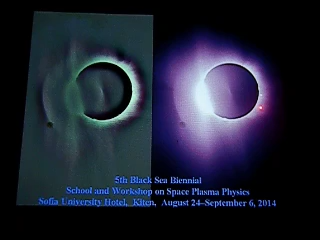 5th Black Sea Biennial
School and Workshop on Space Plasma Physics
Sofia University Hotel, Kiten, August 24–September 6, 2014